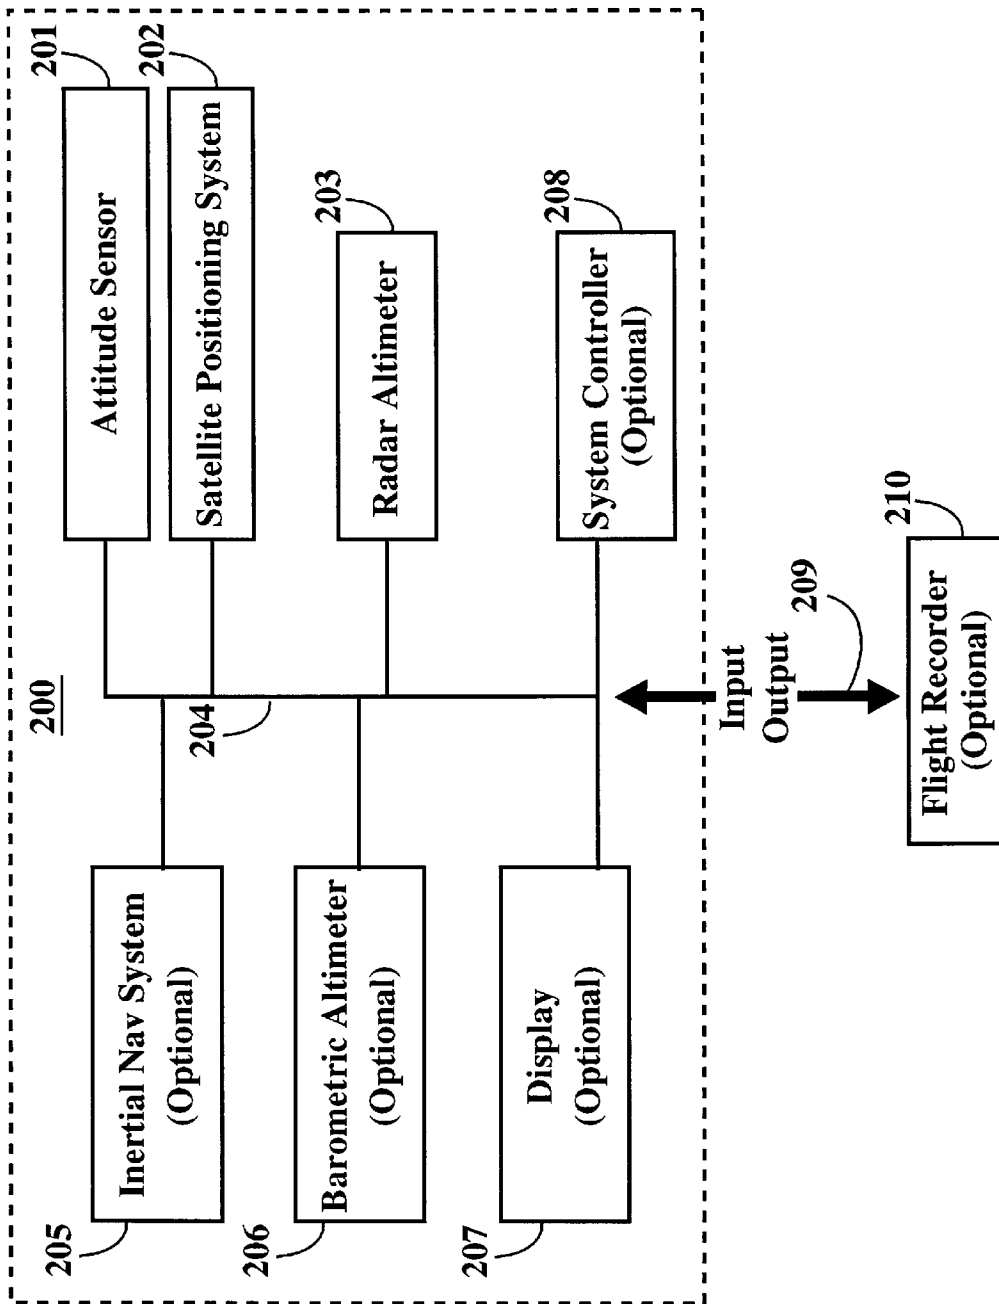 200
201
Attitude Sensor
202
Satellite Positioning System
203
Radar Altimeter
208
System Controller
(Optional)
204
205
Inertial Nav System
(Optional)
206
Barometric Altimeter
(Optional)
207
Display
(Optional)
Input
Output
209
210
Flight Recorder
(Optional)